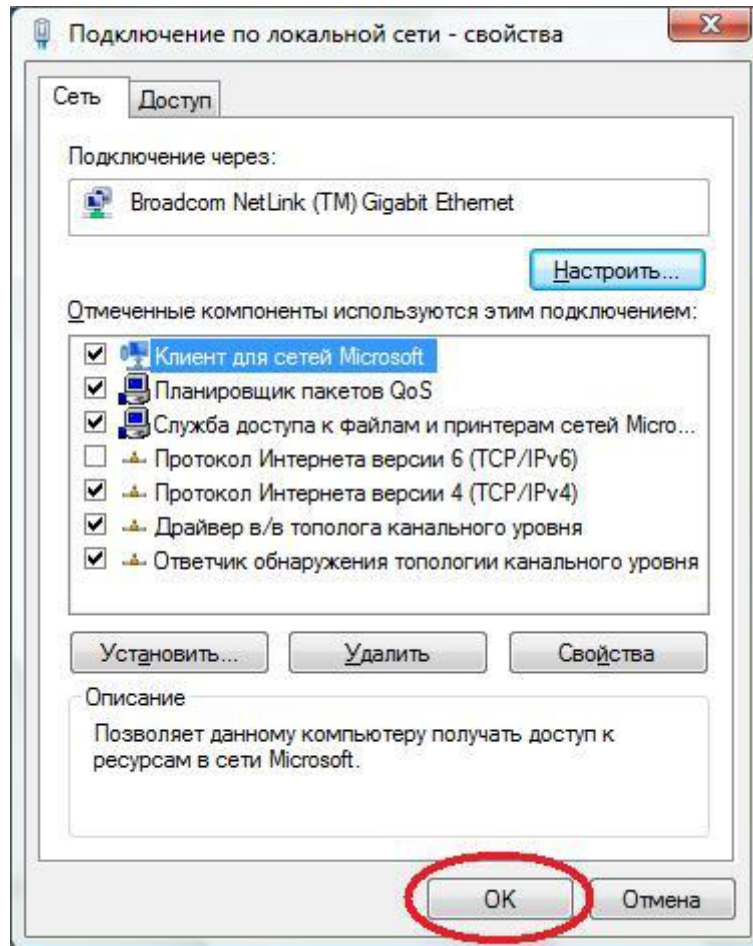 Подключение по локальной сети - свойства
Сеть
Доступ
Подключение через:
Broadcom NetLink (TM) Gigabit Ethernet
Настроить...
Отмеченные компоненты используются этим подключением:
Клиент для сетей Microsoft
Планировщик пакетов QoS
Служба доступа к файлам и принтерам сетей Micro...
Протокол Интернета версии 6 (TCP/IPv6)
Протокол Интернета версии 4 (TCP/IPv4)
Драйвер в/в тополога канального уровня
Ответчик обнаружения топологии канального уровня
Установить...
Удалить
Свойства
Описание
Позволяет данному компьютеру получать доступ к
ресурсам в сети Microsoft.
OK
Отмена